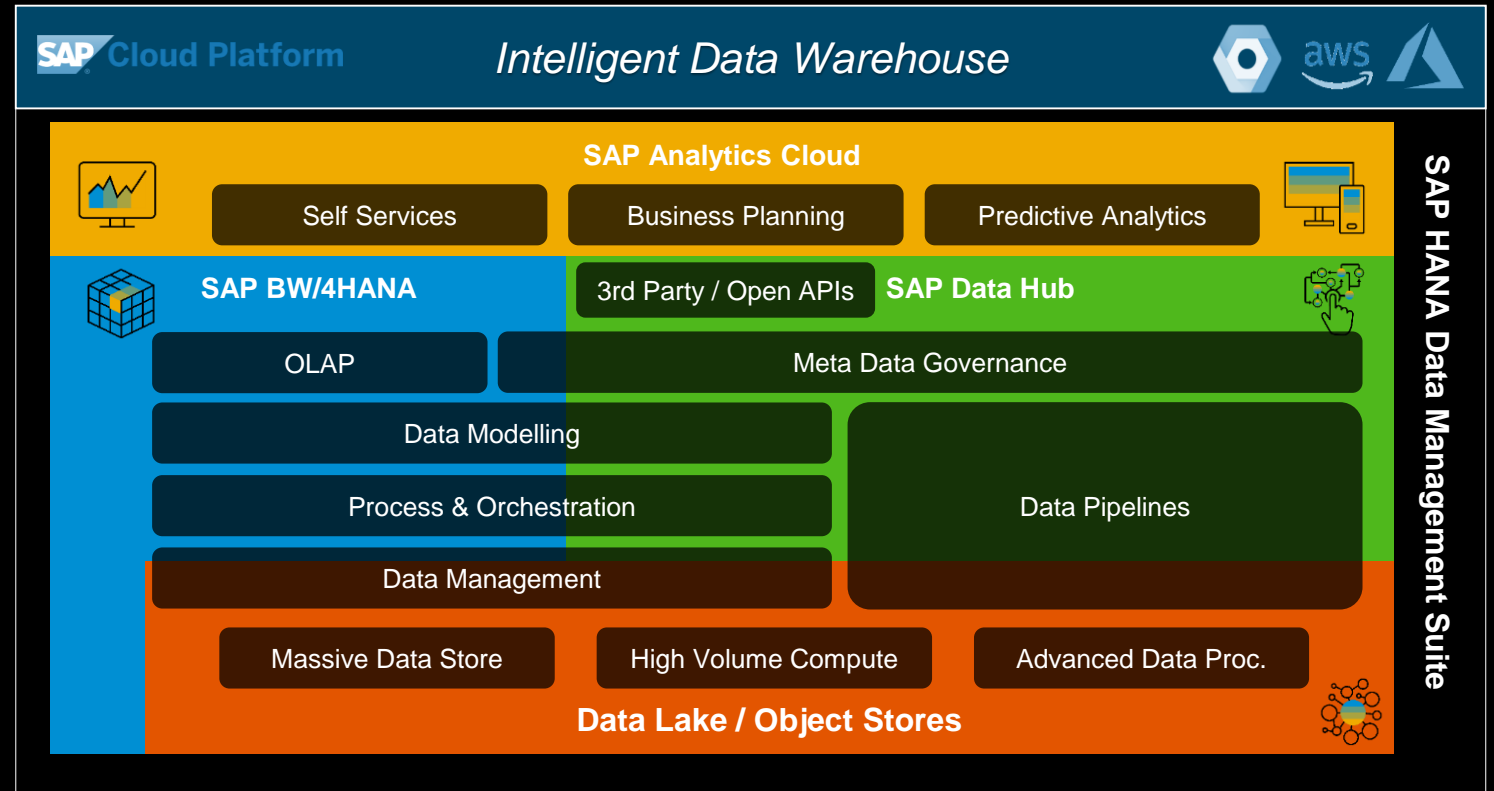 SAP Cloud Platform
Intelligent Data Warehouse
aws
SAP Analytics Cloud
Self Services
Business Planning
Predictive Analytics
SAP BW/4HANA
3rd Party / Open APIs
SAP Data Hub
OLAP
Meta Data Governance
Data Modelling
Process & Orchestration
Data Pipelines
Data Management
Massive Data Store
High Volume Compute
Advanced Data Proc.
Data Lake / Object Stores
SAP HANA Data Management Suite